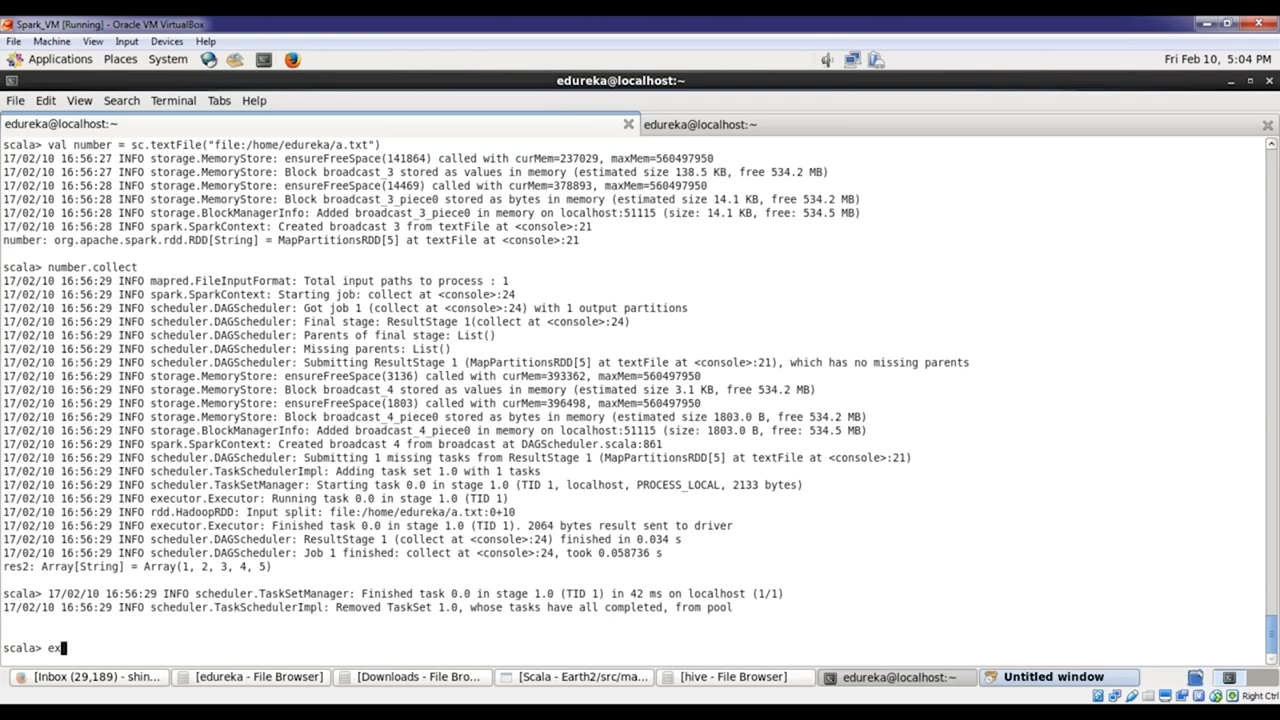 Spark_VM [Running] - Oracle VM VirtualBox
File Machine View Input Devices Help
Applications Places System Fri Feb 10, 5:04 PM
edureka@localhost:~
File Edit View Search Terminal Tabs Help
edureka@localhost:~ edureka@localhost:~
scala> val number = sc.textFile("file:/home/edureka/a.txt")
17/02/10 16:56:27 INFO storage.MemoryStore: ensureFreeSpace(141864) called with curMem=237029, maxMem=560497950
17/02/10 16:56:27 INFO storage.MemoryStore: Block broadcast_3 stored as values in memory (estimated size 138.5 KB, free 534.2 MB)
17/02/10 16:56:28 INFO storage.MemoryStore: ensureFreeSpace(14469) called with curMem=378893, maxMem=560497950
17/02/10 16:56:28 INFO storage.MemoryStore: Block broadcast_3_piece0 stored as bytes in memory (estimated size 14.1 KB, free 534.2 MB)
17/02/10 16:56:28 INFO storage.BlockManagerInfo: Added broadcast_3_piece0 in memory on localhost:51115 (size: 14.1 KB, free: 534.5 MB)
17/02/10 16:56:28 INFO spark.SparkContext: Created broadcast 3 from textFile at <console>:21
number: org.apache.spark.rdd.RDD[String] = MapPartitionsRDD[5] at textFile at <console>:21
scala> number.collect
17/02/10 16:56:29 INFO mapred.FileInputFormat: Total input paths to process : 1
17/02/10 16:56:29 INFO spark.SparkContext: Starting job: collect at <console>:24
17/02/10 16:56:29 INFO scheduler.DAGScheduler: Got job 1 (collect at <console>:24) with 1 output partitions
17/02/10 16:56:29 INFO scheduler.DAGScheduler: Final stage: ResultStage 1(collect at <console>:24)
17/02/10 16:56:29 INFO scheduler.DAGScheduler: Parents of final stage: List()
17/02/10 16:56:29 INFO scheduler.DAGScheduler: Missing parents: List()
17/02/10 16:56:29 INFO scheduler.DAGScheduler: Submitting ResultStage 1 (MapPartitionsRDD[5] at textFile at <console>:21), which has no missing parents
17/02/10 16:56:29 INFO storage.MemoryStore: ensureFreeSpace(3136) called with curMem=393362, maxMem=560497950
17/02/10 16:56:29 INFO storage.MemoryStore: Block broadcast_4 stored as values in memory (estimated size 3.1 KB, free 534.2 MB)
17/02/10 16:56:29 INFO storage.MemoryStore: ensureFreeSpace(1803) called with curMem=396498, maxMem=560497950
17/02/10 16:56:29 INFO storage.MemoryStore: Block broadcast_4_piece0 stored as bytes in memory (estimated size 1803.0 B, free 534.2 MB)
17/02/10 16:56:29 INFO storage.BlockManagerInfo: Added broadcast_4_piece0 in memory on localhost:51115 (size: 1803.0 B, free: 534.5 MB)
17/02/10 16:56:29 INFO spark.SparkContext: Created broadcast 4 from broadcast at DAGScheduler.scala:861
17/02/10 16:56:29 INFO scheduler.DAGScheduler: Submitting 1 missing tasks from ResultStage 1 (MapPartitionsRDD[5] at textFile at <console>:21)
17/02/10 16:56:29 INFO scheduler.TaskSchedulerImpl: Adding task set 1.0 with 1 tasks
17/02/10 16:56:29 INFO scheduler.TaskSetManager: Starting task 0.0 in stage 1.0 (TID 1, localhost, PROCESS_LOCAL, 2133 bytes)
17/02/10 16:56:29 INFO executor.Executor: Running task 0.0 in stage 1.0 (TID 1)
17/02/10 16:56:29 INFO rdd.HadoopRDD: Input split: file:/home/edureka/a.txt:0+10
17/02/10 16:56:29 INFO executor.Executor: Finished task 0.0 in stage 1.0 (TID 1). 2064 bytes result sent to driver
17/02/10 16:56:29 INFO scheduler.DAGScheduler: ResultStage 1 (collect at <console>:24) finished in 0.034 s
17/02/10 16:56:29 INFO scheduler.DAGScheduler: Job 1 finished: collect at <console>:24, took 0.058736 s
res2: Array[String] = Array(1, 2, 3, 4, 5)
scala> 17/02/10 16:56:29 INFO scheduler.TaskSetManager: Finished task 0.0 in stage 1.0 (TID 1) in 42 ms on localhost (1/1)
17/02/10 16:56:29 INFO scheduler.TaskSchedulerImpl: Removed TaskSet 1.0, whose tasks have all completed, from pool
scala> ex
[Inbox (29,189) - shin... [edureka - File Browser] [Downloads - File Bro... [Scala - Earth2/src/ma... [hive - File Browser] edureka@localhost:~ Untitled window
Right Ctrl